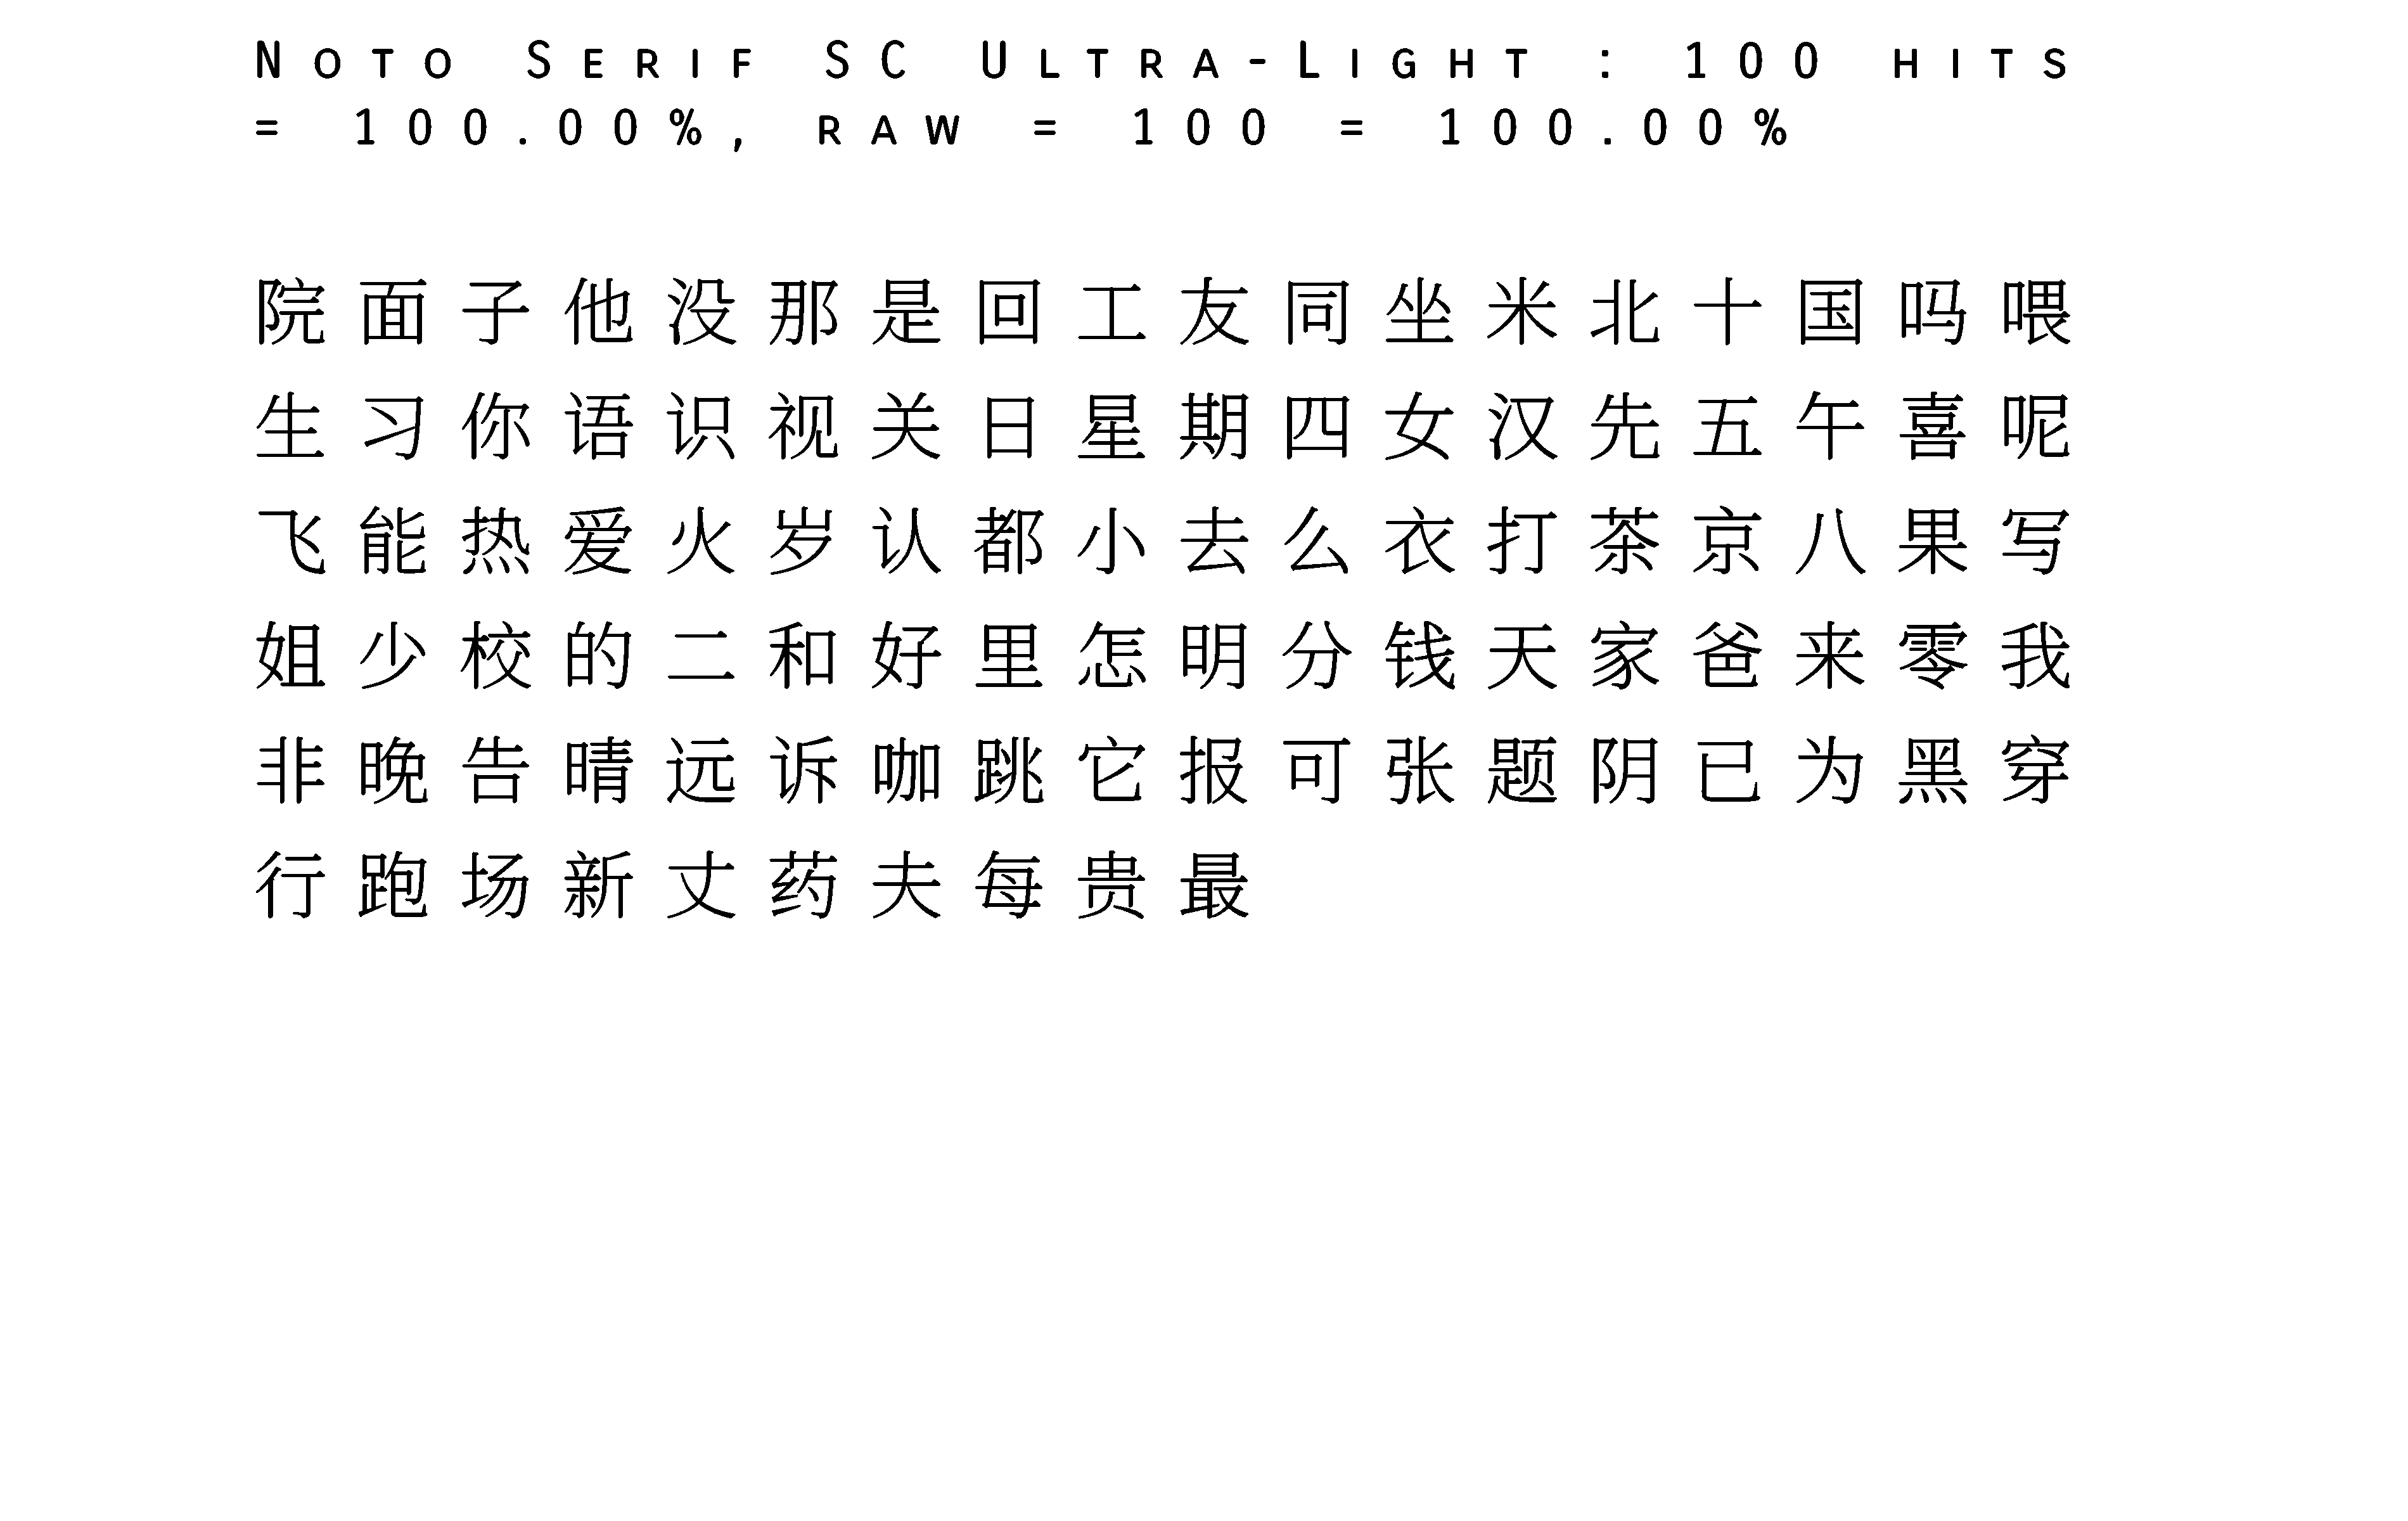 Noto Serif SC Ultra-Light : 100 hits
= 100.00%, raw = 100 = 100.00%
院面子他没那是回工友同坐米北十国吗喂
生习你语识视关日星期四女汉先五午喜呢
飞能热爱火岁认都小去么衣打茶京八果写
姐少校的二和好里怎明分钱天家爸来零我
非晚告晴远诉咖跳它报可张题阴已为黑穿
行跑场新丈药夫每贵最